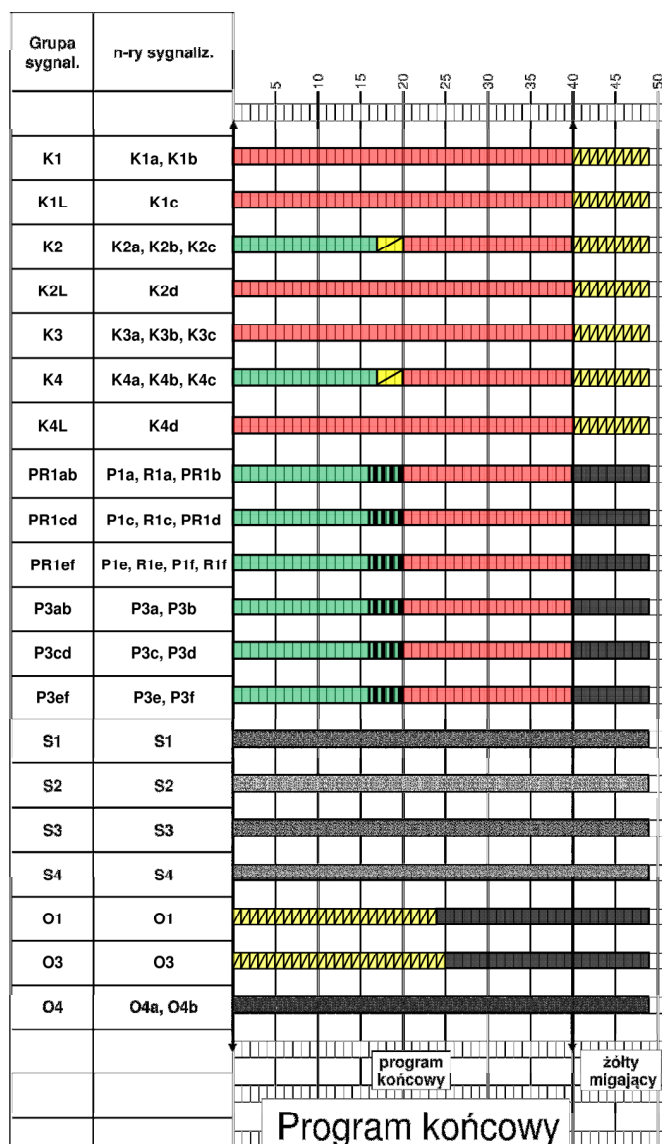 Grupa sygnal. n-ry sygnaliz.
5 10 15 20 25 30 35 40 45 50
K1 K1a, K1b
K1L K1c
K2 K2a, K2b, K2c
K2L K2d
K3 K3a, K3b, K3c
K4 K4a, K4b, K4c
K4L K4d
PR1ab P1a, R1a, PR1b
PR1cd P1c, R1c, PR1d
PR1ef P1e, R1e, P1f, R1f
P3ab P3a, P3b
P3cd P3c, P3d
P3ef P3e, P3f
S1 S1
S2 S2
S3 S3
S4 S4
O1 O1
O3 O3
O4 O4a, O4b
program końcowy
żółty migający
Program końcowy